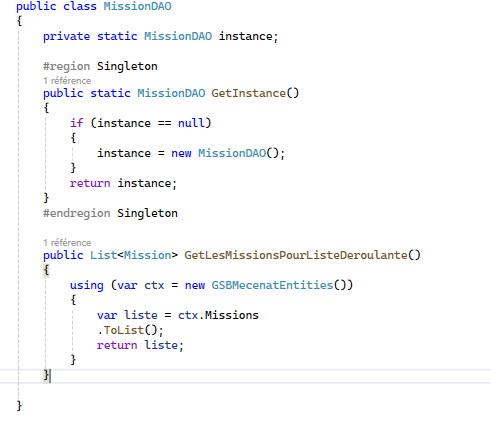 public class MissionDAO
{
private static MissionDAO instance;
#region Singleton
1 référence
public static MissionDAO GetInstance()
{
if (instance == null)
{
instance = new MissionDAO();
}
return instance;
}
#endregion Singleton
1 référence
public List<Mission> GetLesMissionsPourListeDeroulante()
{
using (var ctx = new GSBMecenatEntities())
{
var liste = ctx.Missions
.ToList();
return liste;
}
}
}